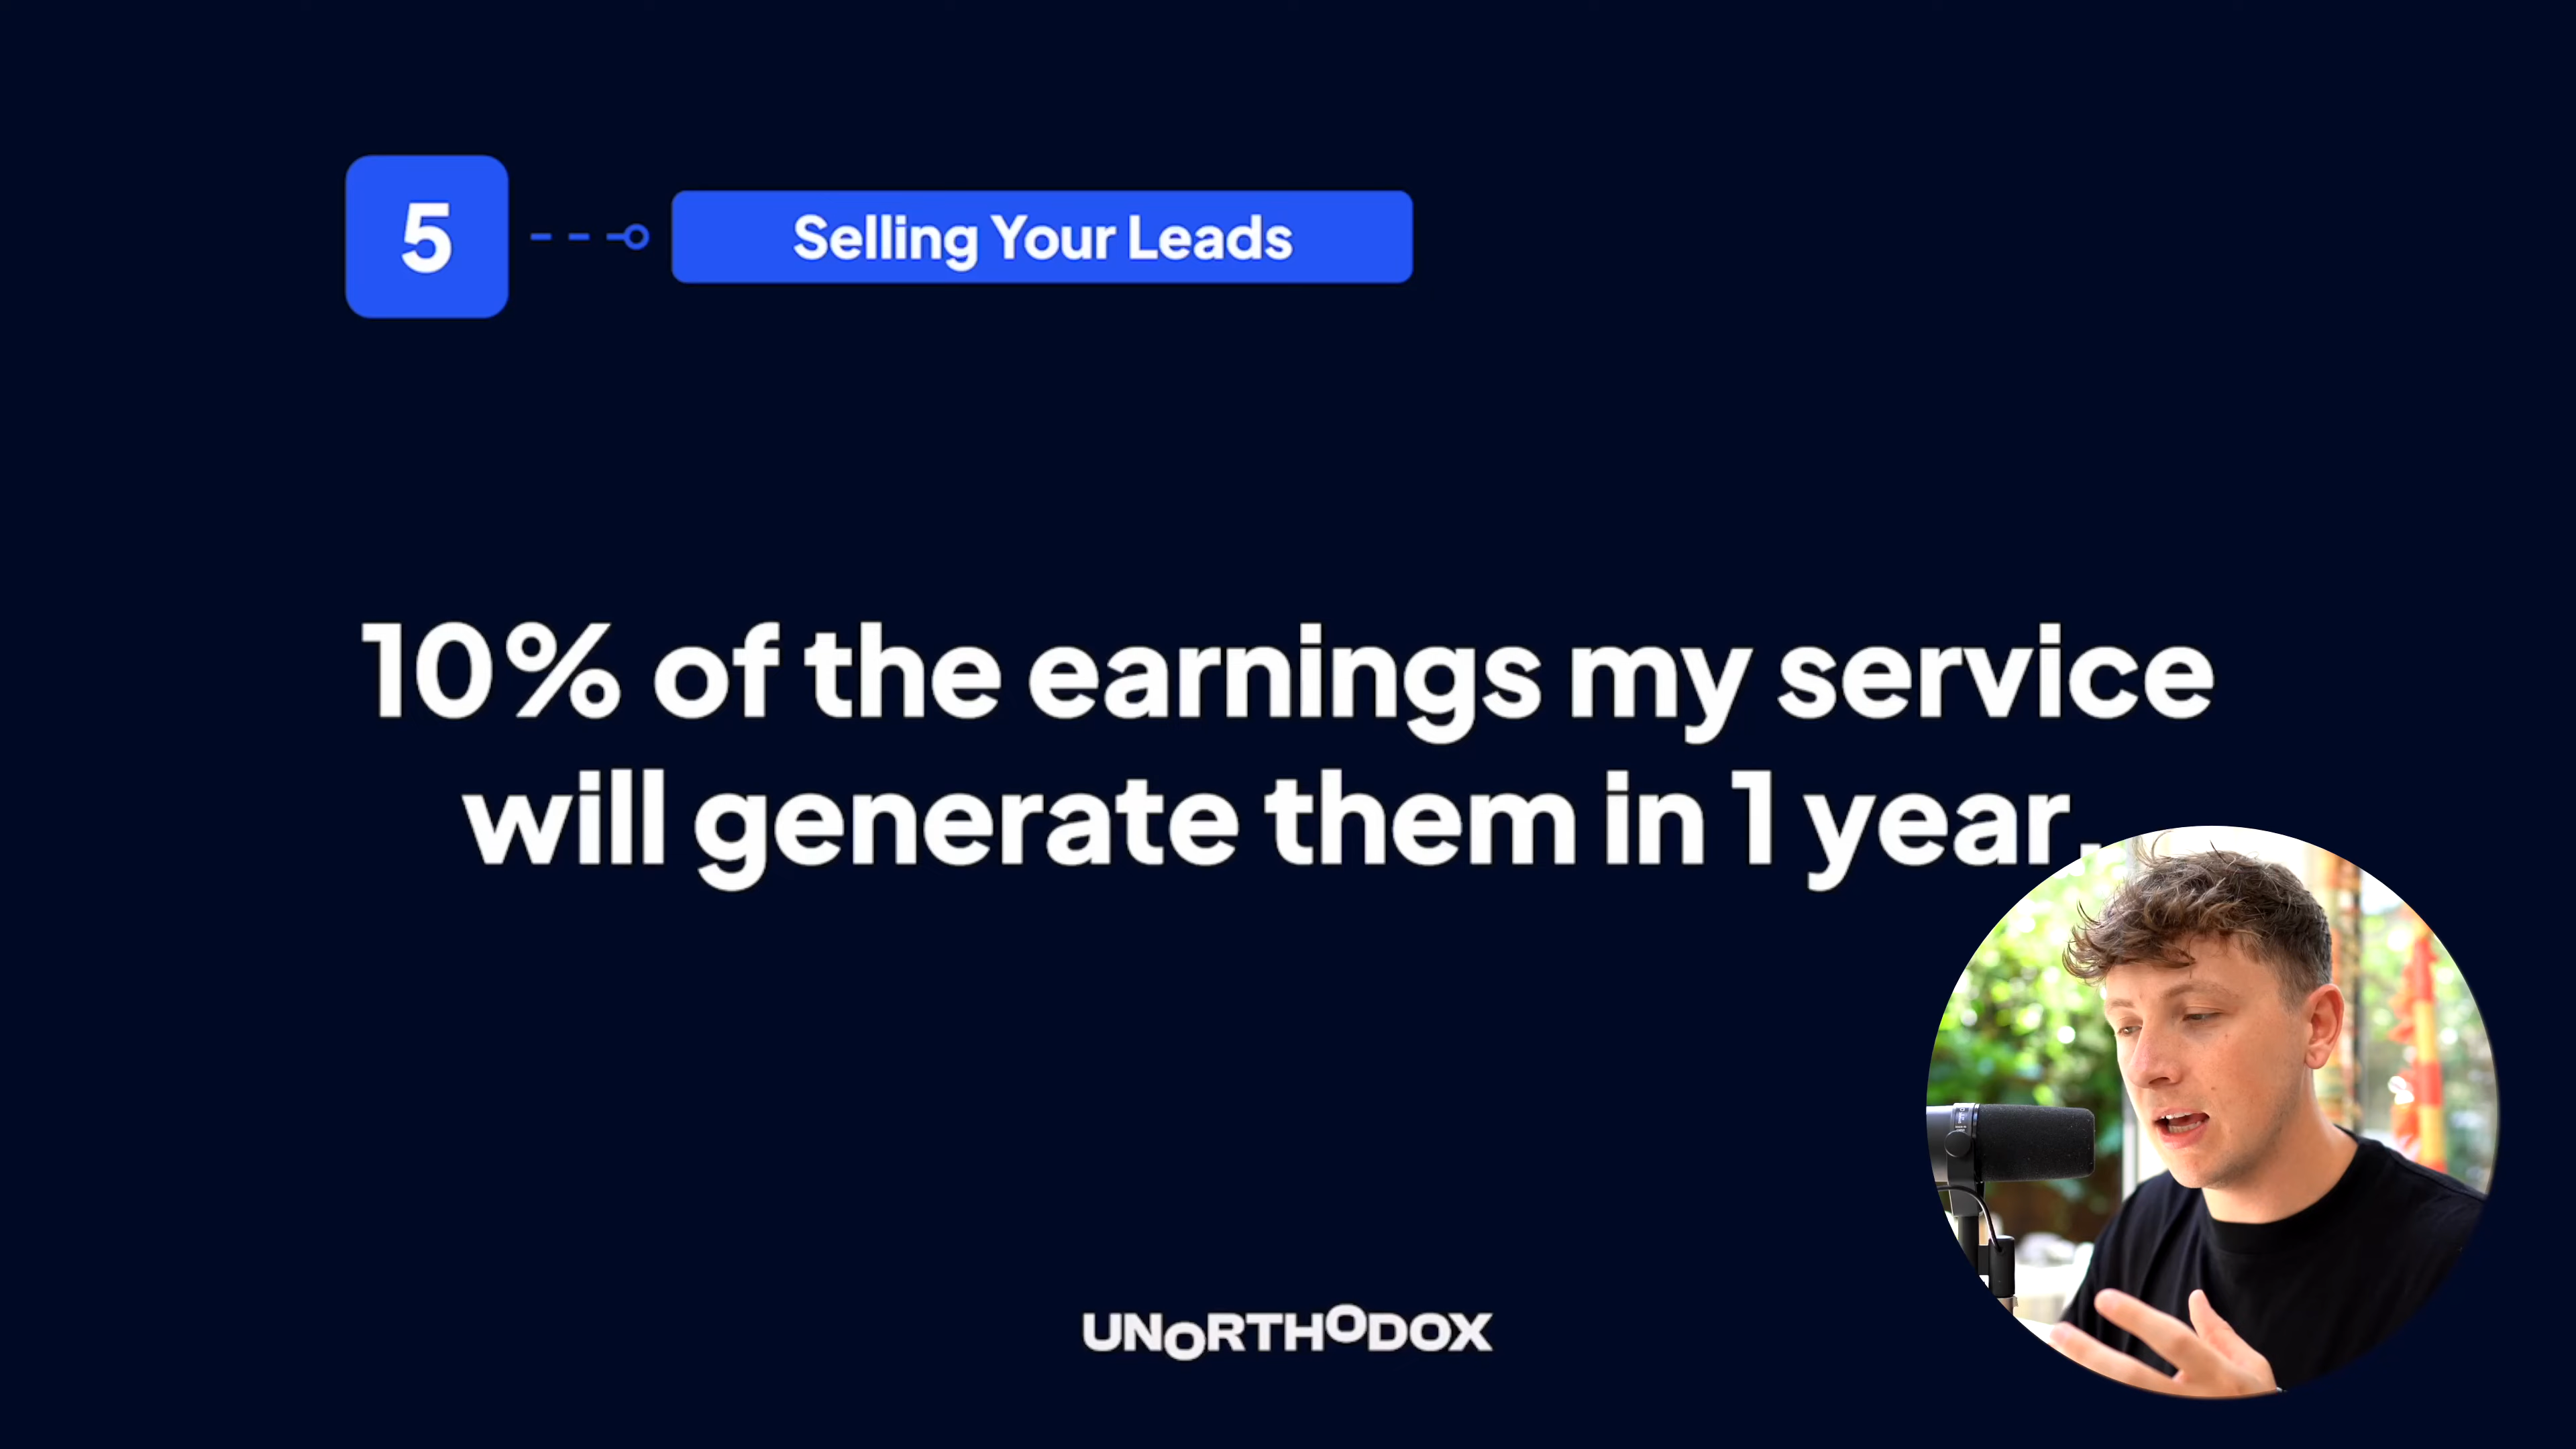 5
Selling Your Leads
10% of the earnings my service
will generate them in 1 year.
UNORTHODOX